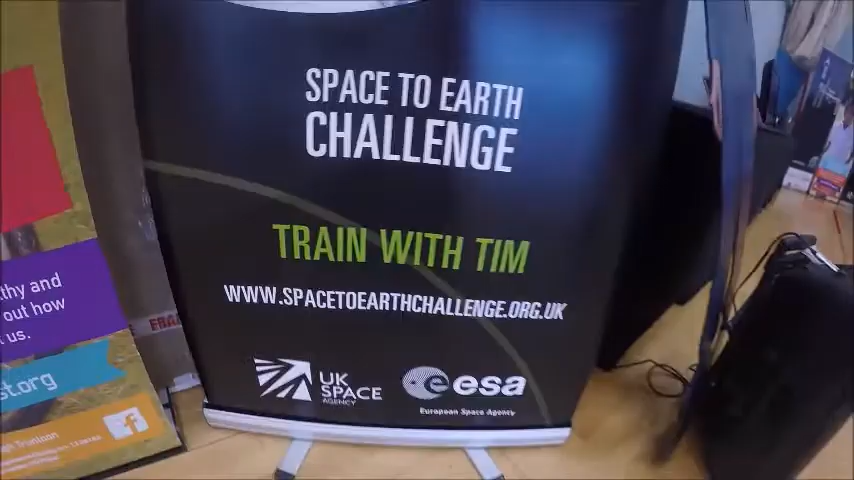 SPACE TO EARTH
CHALLENGE
TRAIN WITH TIM
WWW.SPACETOEARTHCHALLENGE.ORG.UK
UK
SPACE
AGENCY
esa
European Space Agency
thy and
out how
us.
st.org
f
FRA